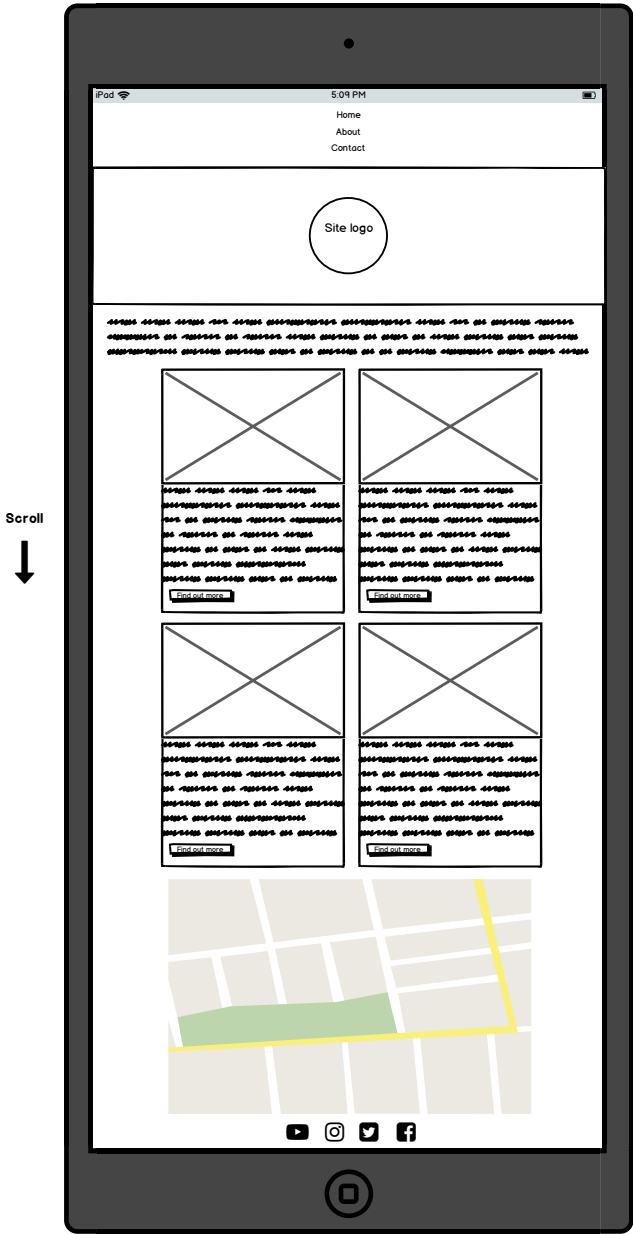 iPad 5:09 PM
Home
About
Contact
Site logo
Scroll
Find out more Find out more
Find out more Find out more